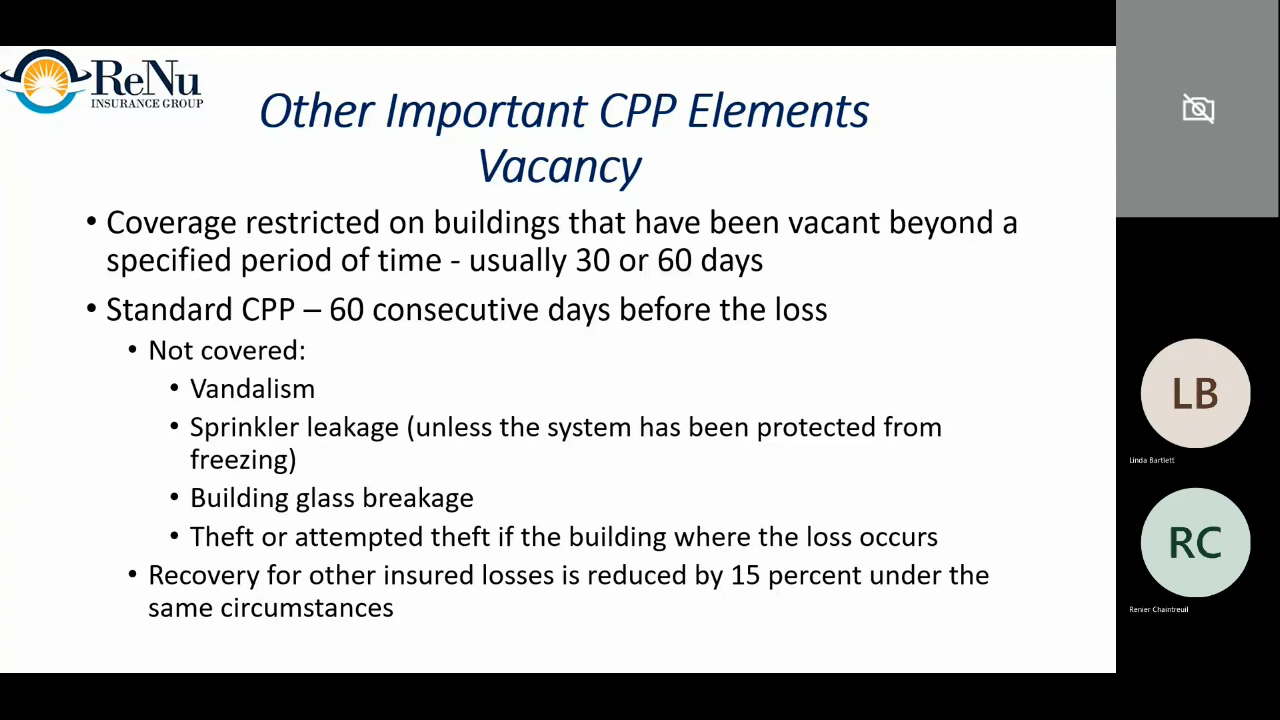 ReNu
INSURANCE GROUP
Other Important CPP Elements
Vacancy
• Coverage restricted on buildings that have been vacant beyond a
specified period of time - usually 30 or 60 days
• Standard CPP – 60 consecutive days before the loss
• Not covered:
• Vandalism
• Sprinkler leakage (unless the system has been protected from
freezing)
• Building glass breakage
• Theft or attempted theft if the building where the loss occurs
• Recovery for other insured losses is reduced by 15 percent under the
same circumstances
LB
Linda Bartlett
RC
Renier Chaintreuil